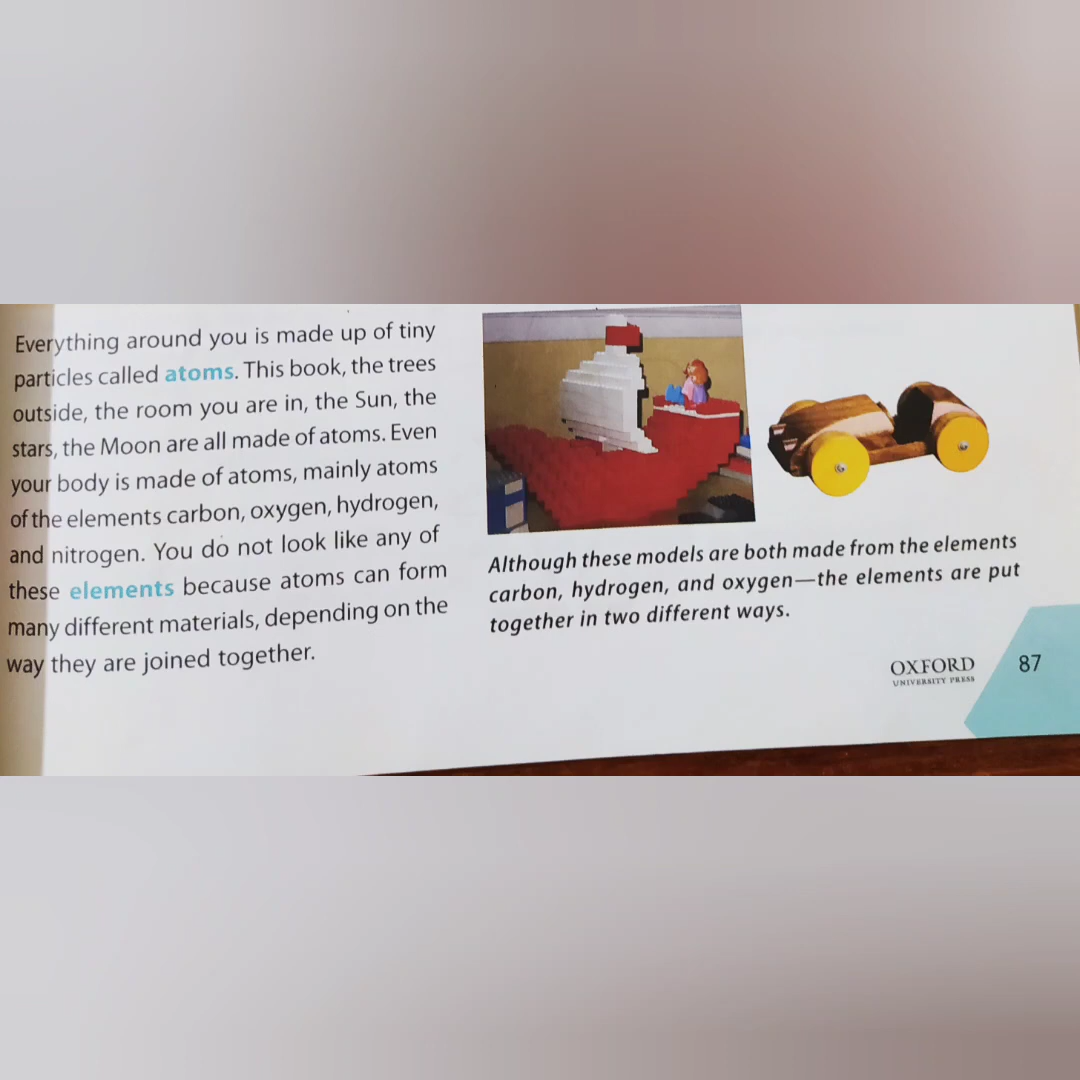 Everything around you is made up of tiny
particles called atoms. This book, the trees
outside, the room you are in, the Sun, the
stars, the Moon are all made of atoms. Even
your body is made of atoms, mainly atoms
of the elements carbon, oxygen, hydrogen,
and nitrogen. You do not look like any of
these elements because atoms can form
many different materials, depending on the
way they are joined together.
Although these models are both made from the elements
carbon, hydrogen, and oxygen—the elements are put
together in two different ways.
OXFORD
UNIVERSITY PRESS
87